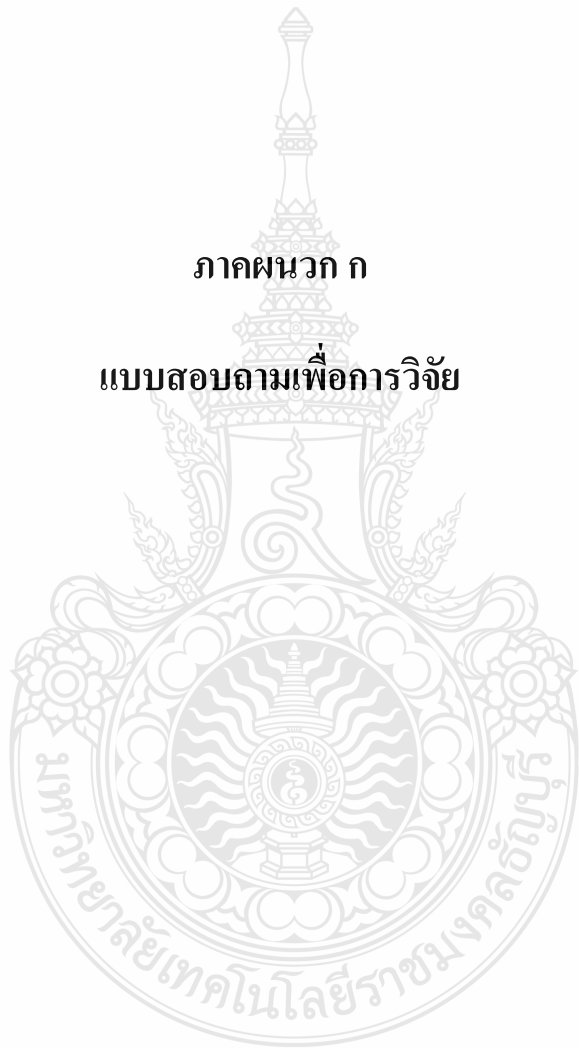 ภาคผนวก ก
แบบสอบถามเพื่อการวิจัย
มหาวิทยาลัยเทคโนโลยีราชมงคลธัญบุรี